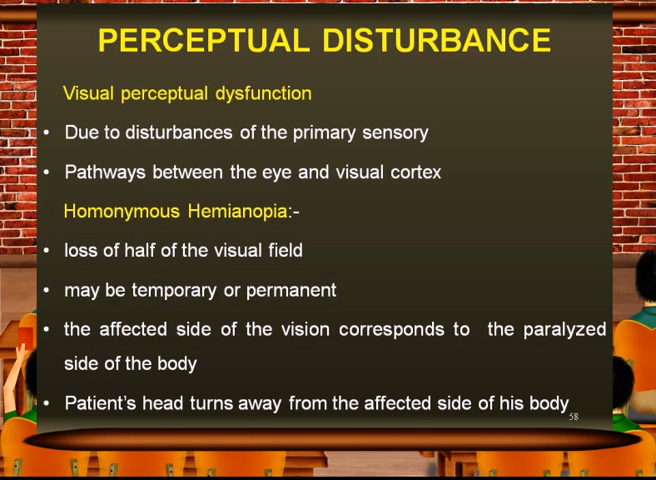 PERCEPTUAL DISTURBANCE
Visual perceptual dysfunction
• Due to disturbances of the primary sensory
• Pathways between the eye and visual cortex
Homonymous Hemianopia:-
• loss of half of the visual field
• may be temporary or permanent
• the affected side of the vision corresponds to the paralyzed
side of the body
• Patient's head turns away from the affected side of his body
58